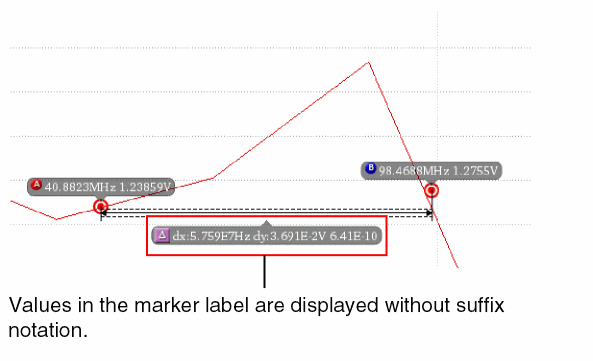 B 98.4688MHz 1.2755V
A 40.8823MHz 1.23859V
Δ dx:5.759E7Hz dy:3.691E-2V 6.41E-10
Values in the marker label are displayed without suffix
notation.